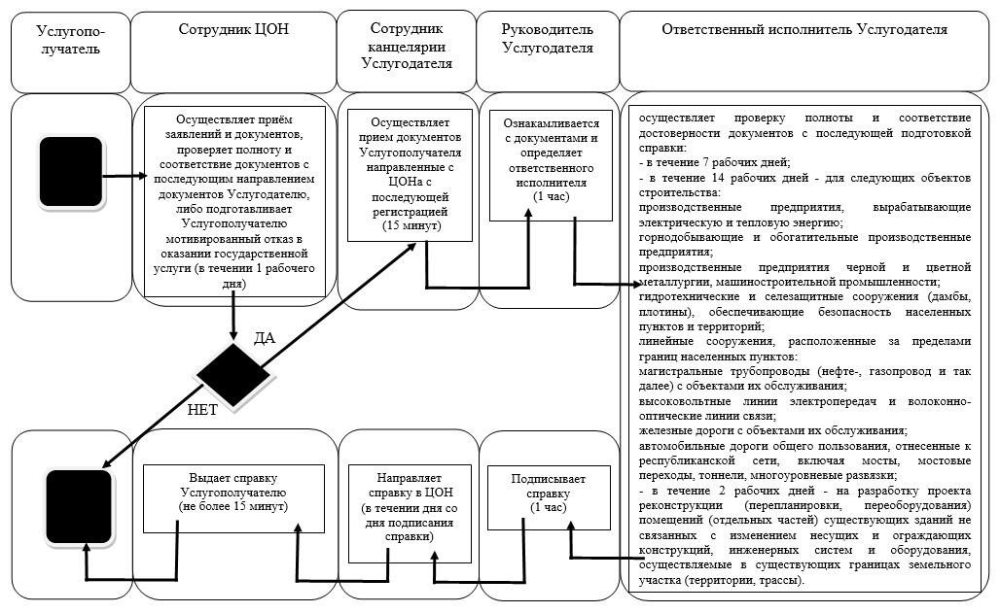 Услугопо-
лучатель
Сотрудник ЦОН
Сотрудник
канцелярии
Услугодателя
Руководитель
Услугодателя
Ответственный исполнитель Услугодателя
Осуществляет приём
заявлений и документов,
проверяет полноту и
соответствие документов с
последующим направлением
документов Услугодателю,
либо подготавливает
Услугополучателю
мотивированный отказ в
оказании государственной
услуги (в течении 1 рабочего
дня)
Осуществляет
прием документов
Услугополучателя
направленные с
ЦОНа с
последующей
регистрацией
(15 минут)
Ознакамливается
с документами и
определяет
ответственного
исполнителя
(1 час)
осуществляет проверку полноты и соответствие
достоверности документов с последующей подготовкой
справки:
- в течение 7 рабочих дней;
- в течение 14 рабочих дней - для следующих объектов
строительства:
производственные предприятия, вырабатывающие
электрическую и тепловую энергию;
горнодобывающие и обогатительные производственные
предприятия;
производственные предприятия черной и цветной
металлургии, машиностроительной промышленности;
гидротехнические и селезащитные сооружения (дамбы,
плотины), обеспечивающие безопасность населенных
пунктов и территорий;
линейные сооружения, расположенные за пределами
границ населенных пунктов:
магистральные трубопроводы (нефте-, газопровод и так
далее) с объектами их обслуживания;
высоковольтные линии электропередач и волоконно-
оптические линии связи;
железные дороги с объектами их обслуживания;
автомобильные дороги общего пользования, отнесенные к
республиканской сети, включая мосты, мостовые
переходы, тоннели, многоуровневые развязки;
- в течение 2 рабочих дней - на разработку проекта
реконструкции (перепланировки, переоборудования)
помещений (отдельных частей) существующих зданий не
связанных с изменением несущих и ограждающих
конструкций, инженерных систем и оборудования,
осуществляемые в существующих границах земельного
участка (территории, трассы).
ДА
НЕТ
Выдает справку
Услугополучателю
(не более 15 минут)
Направляет
справку в ЦОН
(в течении дня со
дня подписания
справки)
Подписывает
справку
(1 час)